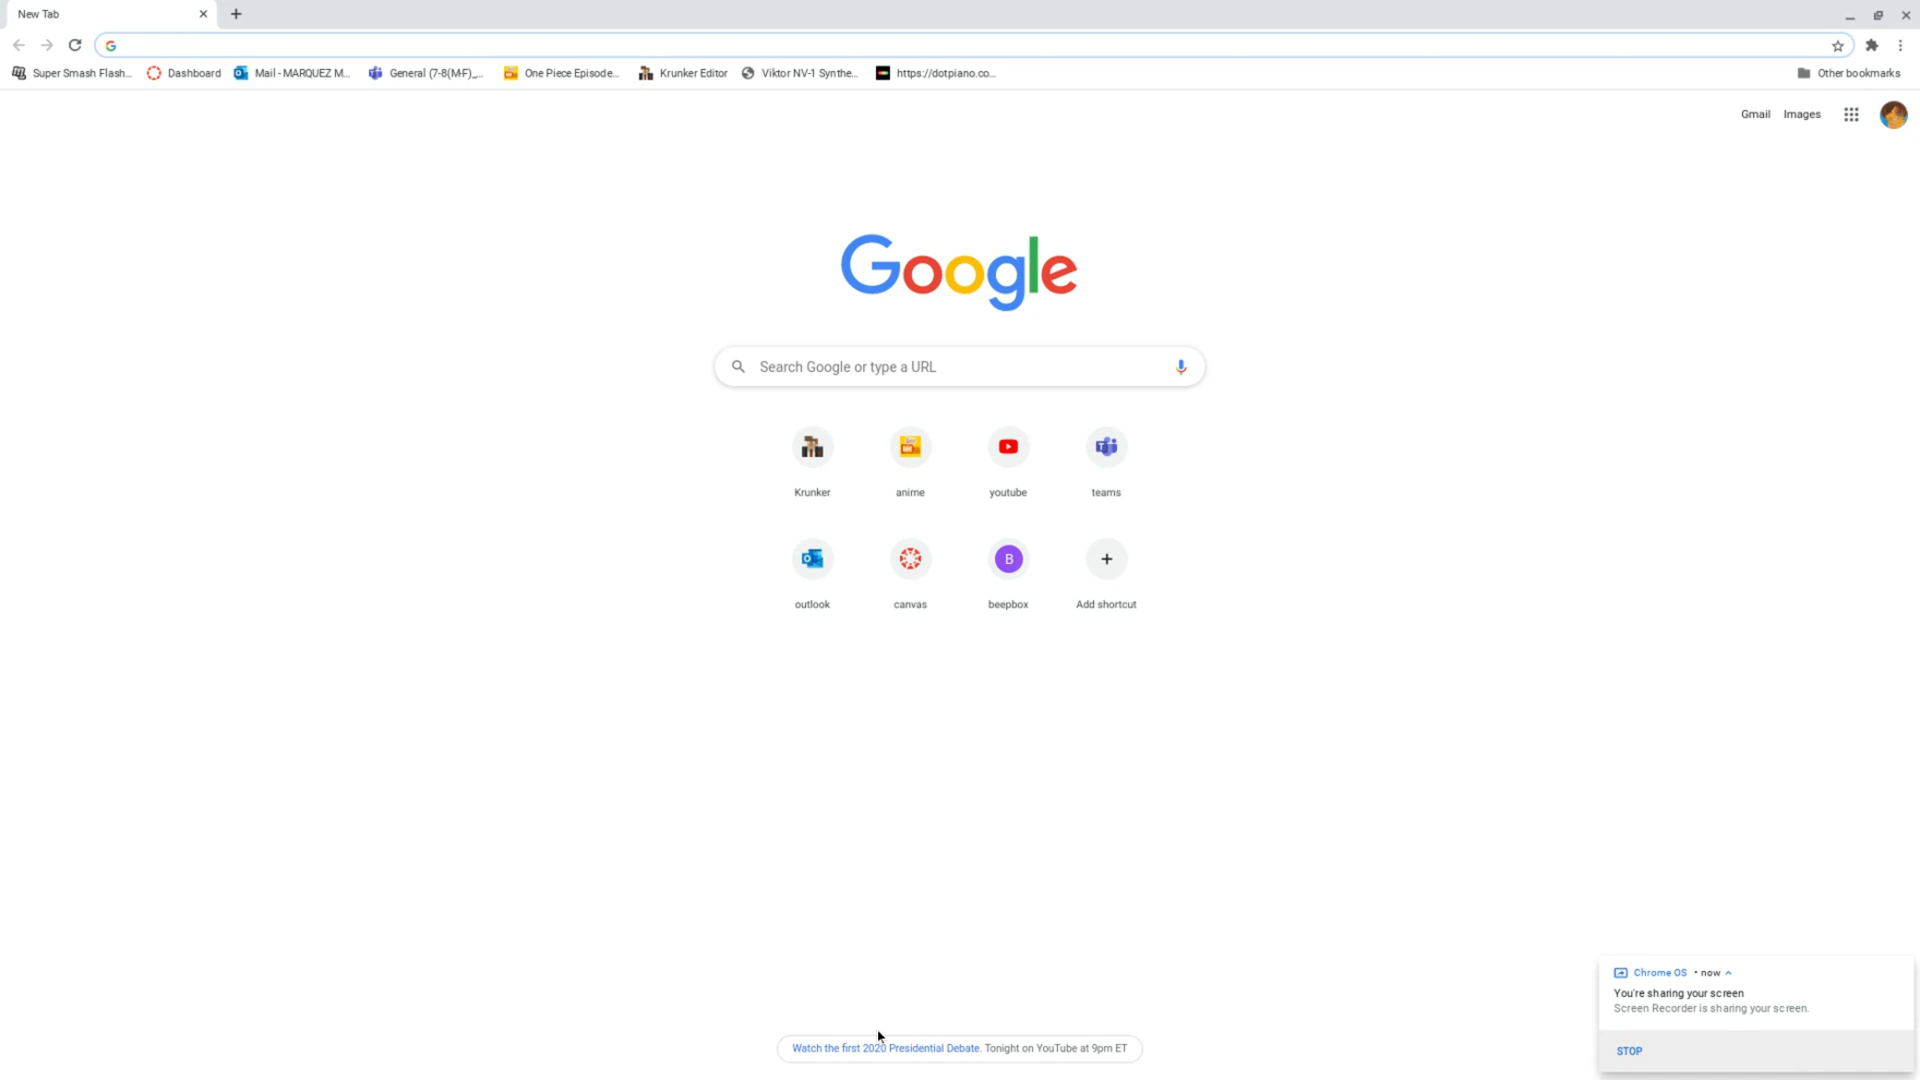 New Tab
Super Smash Flash...
Dashboard
Mail - MARQUEZ M...
General (7-8(M-F)_...
One Piece Episode...
Krunker Editor
Viktor NV-1 Synthe...
https://dotpiano.co...
Other bookmarks
Gmail
Images
Google
Search Google or type a URL
Krunker
anime
youtube
teams
outlook
canvas
B
beepbox
Add shortcut
Chrome OS • now
You're sharing your screen
Screen Recorder is sharing your screen.
STOP
Watch the first 2020 Presidential Debate. Tonight on YouTube at 9pm ET